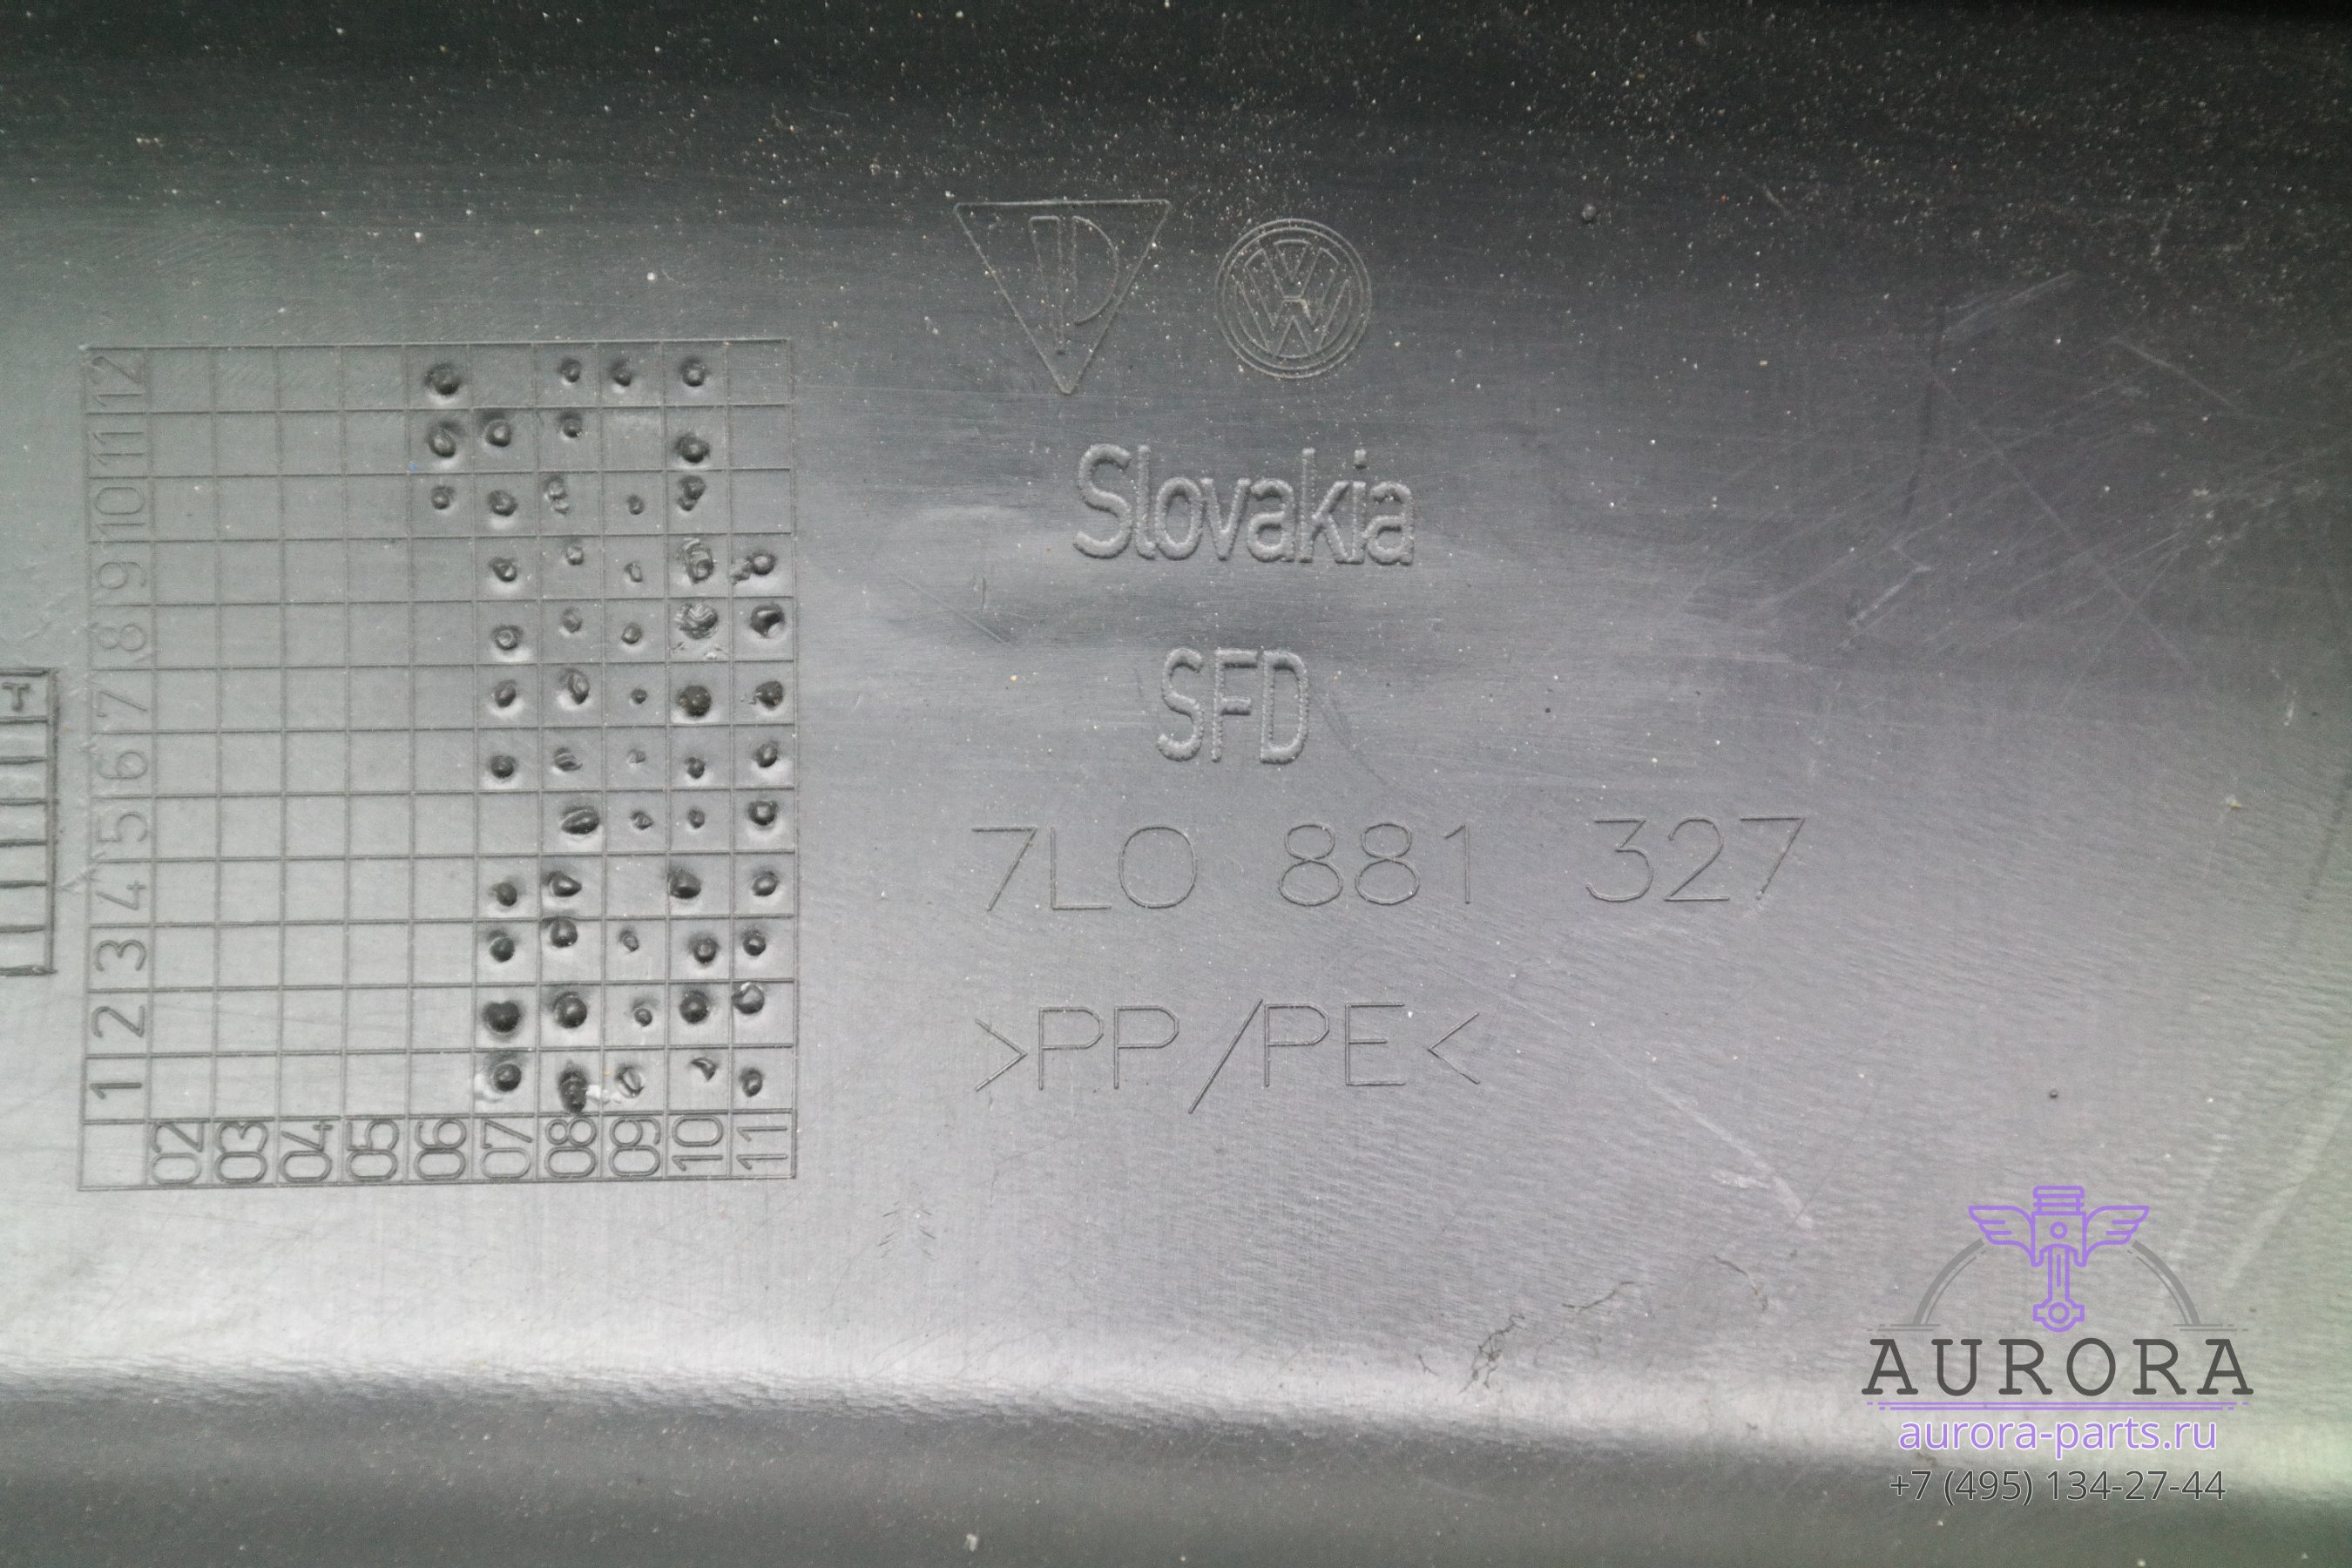 12
11
10
9
8
7
6
5
4
3
2
1
02 03 04 05 06 07 08 09 10 11
T
Slovakia
SFD
7L0 881 327
>PP/PE<
AURORA
aurora-parts.ru
+7 (495) 134-27-44